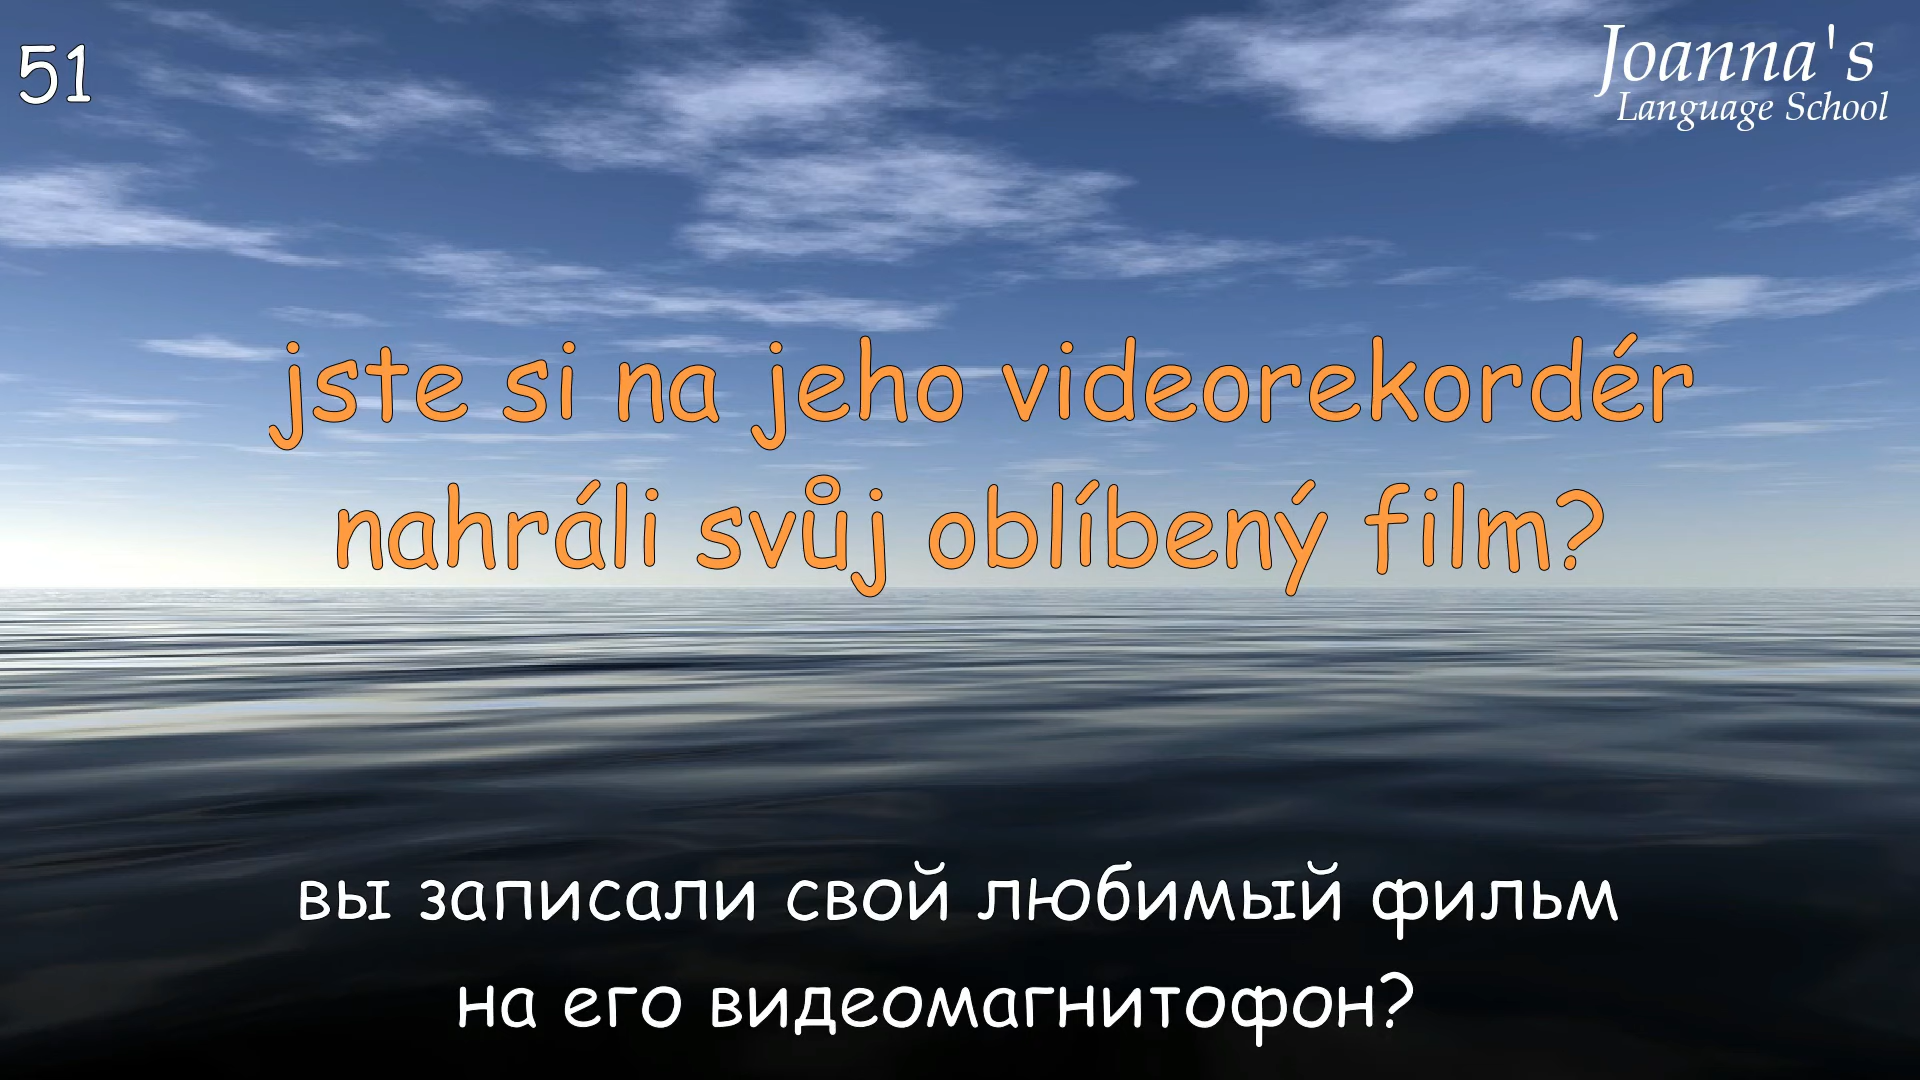 51
Joanna's
Language School
jste si na jeho videorekordér
nahráli svůj oblíbený film?
вы записали свой любимый фильм
на его видеомагнитофон?